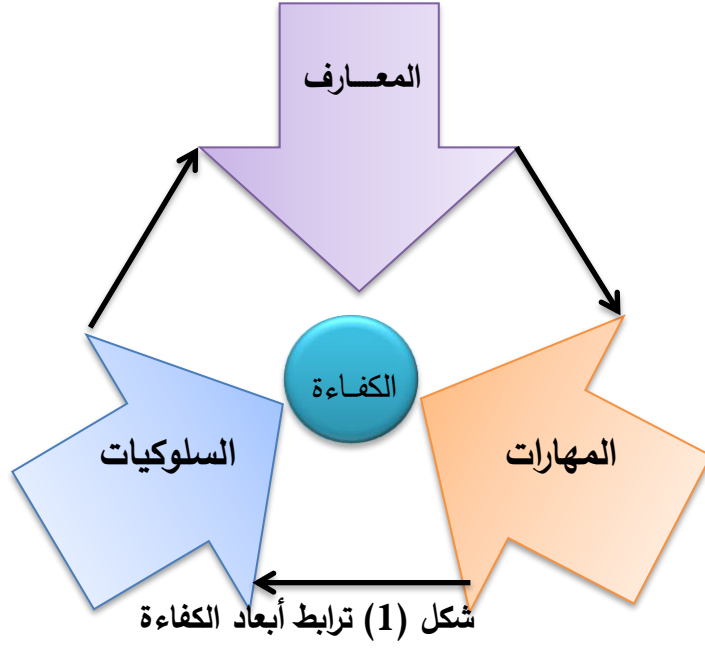 المعــارف
الكفـاءة
المهارات
السلوكيات
شكل (1) ترابط أبعاد الكفاءة